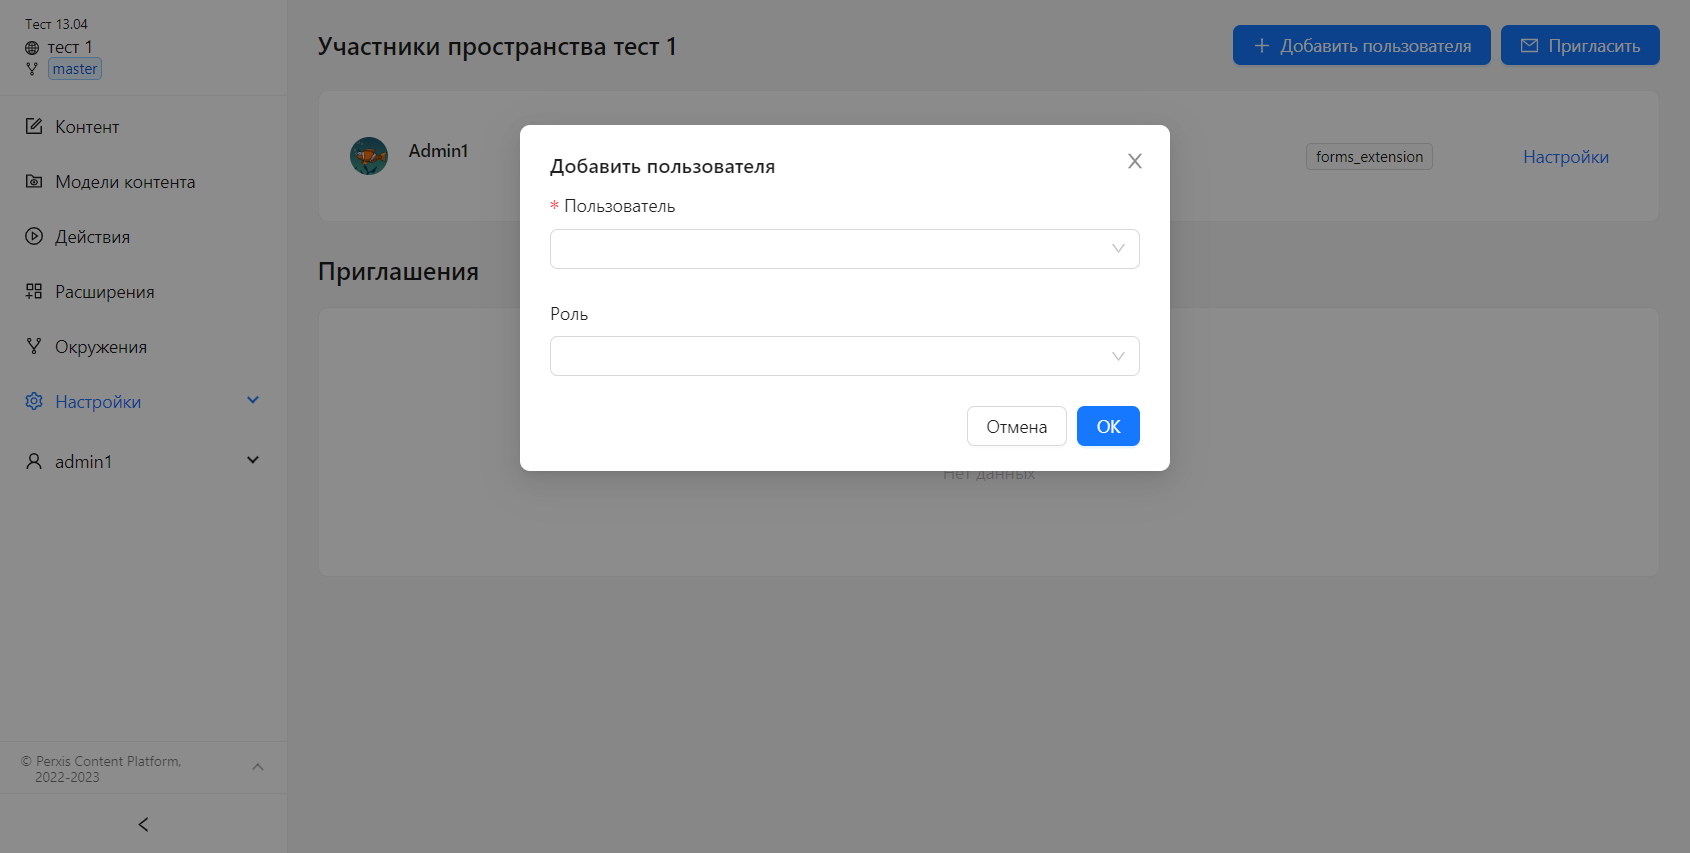 Тест 13.04
тест 1
master
Контент
Модели контента
Действия
Расширения
Окружения
Настройки
admin1
© Perxis Content Platform,
2022-2023
Участники пространства тест 1
Добавить пользователя
Пригласить
Admin1
forms_extension
Настройки
Приглашения
Нет данных
Добавить пользователя
* Пользователь
Роль
Отмена
ОК